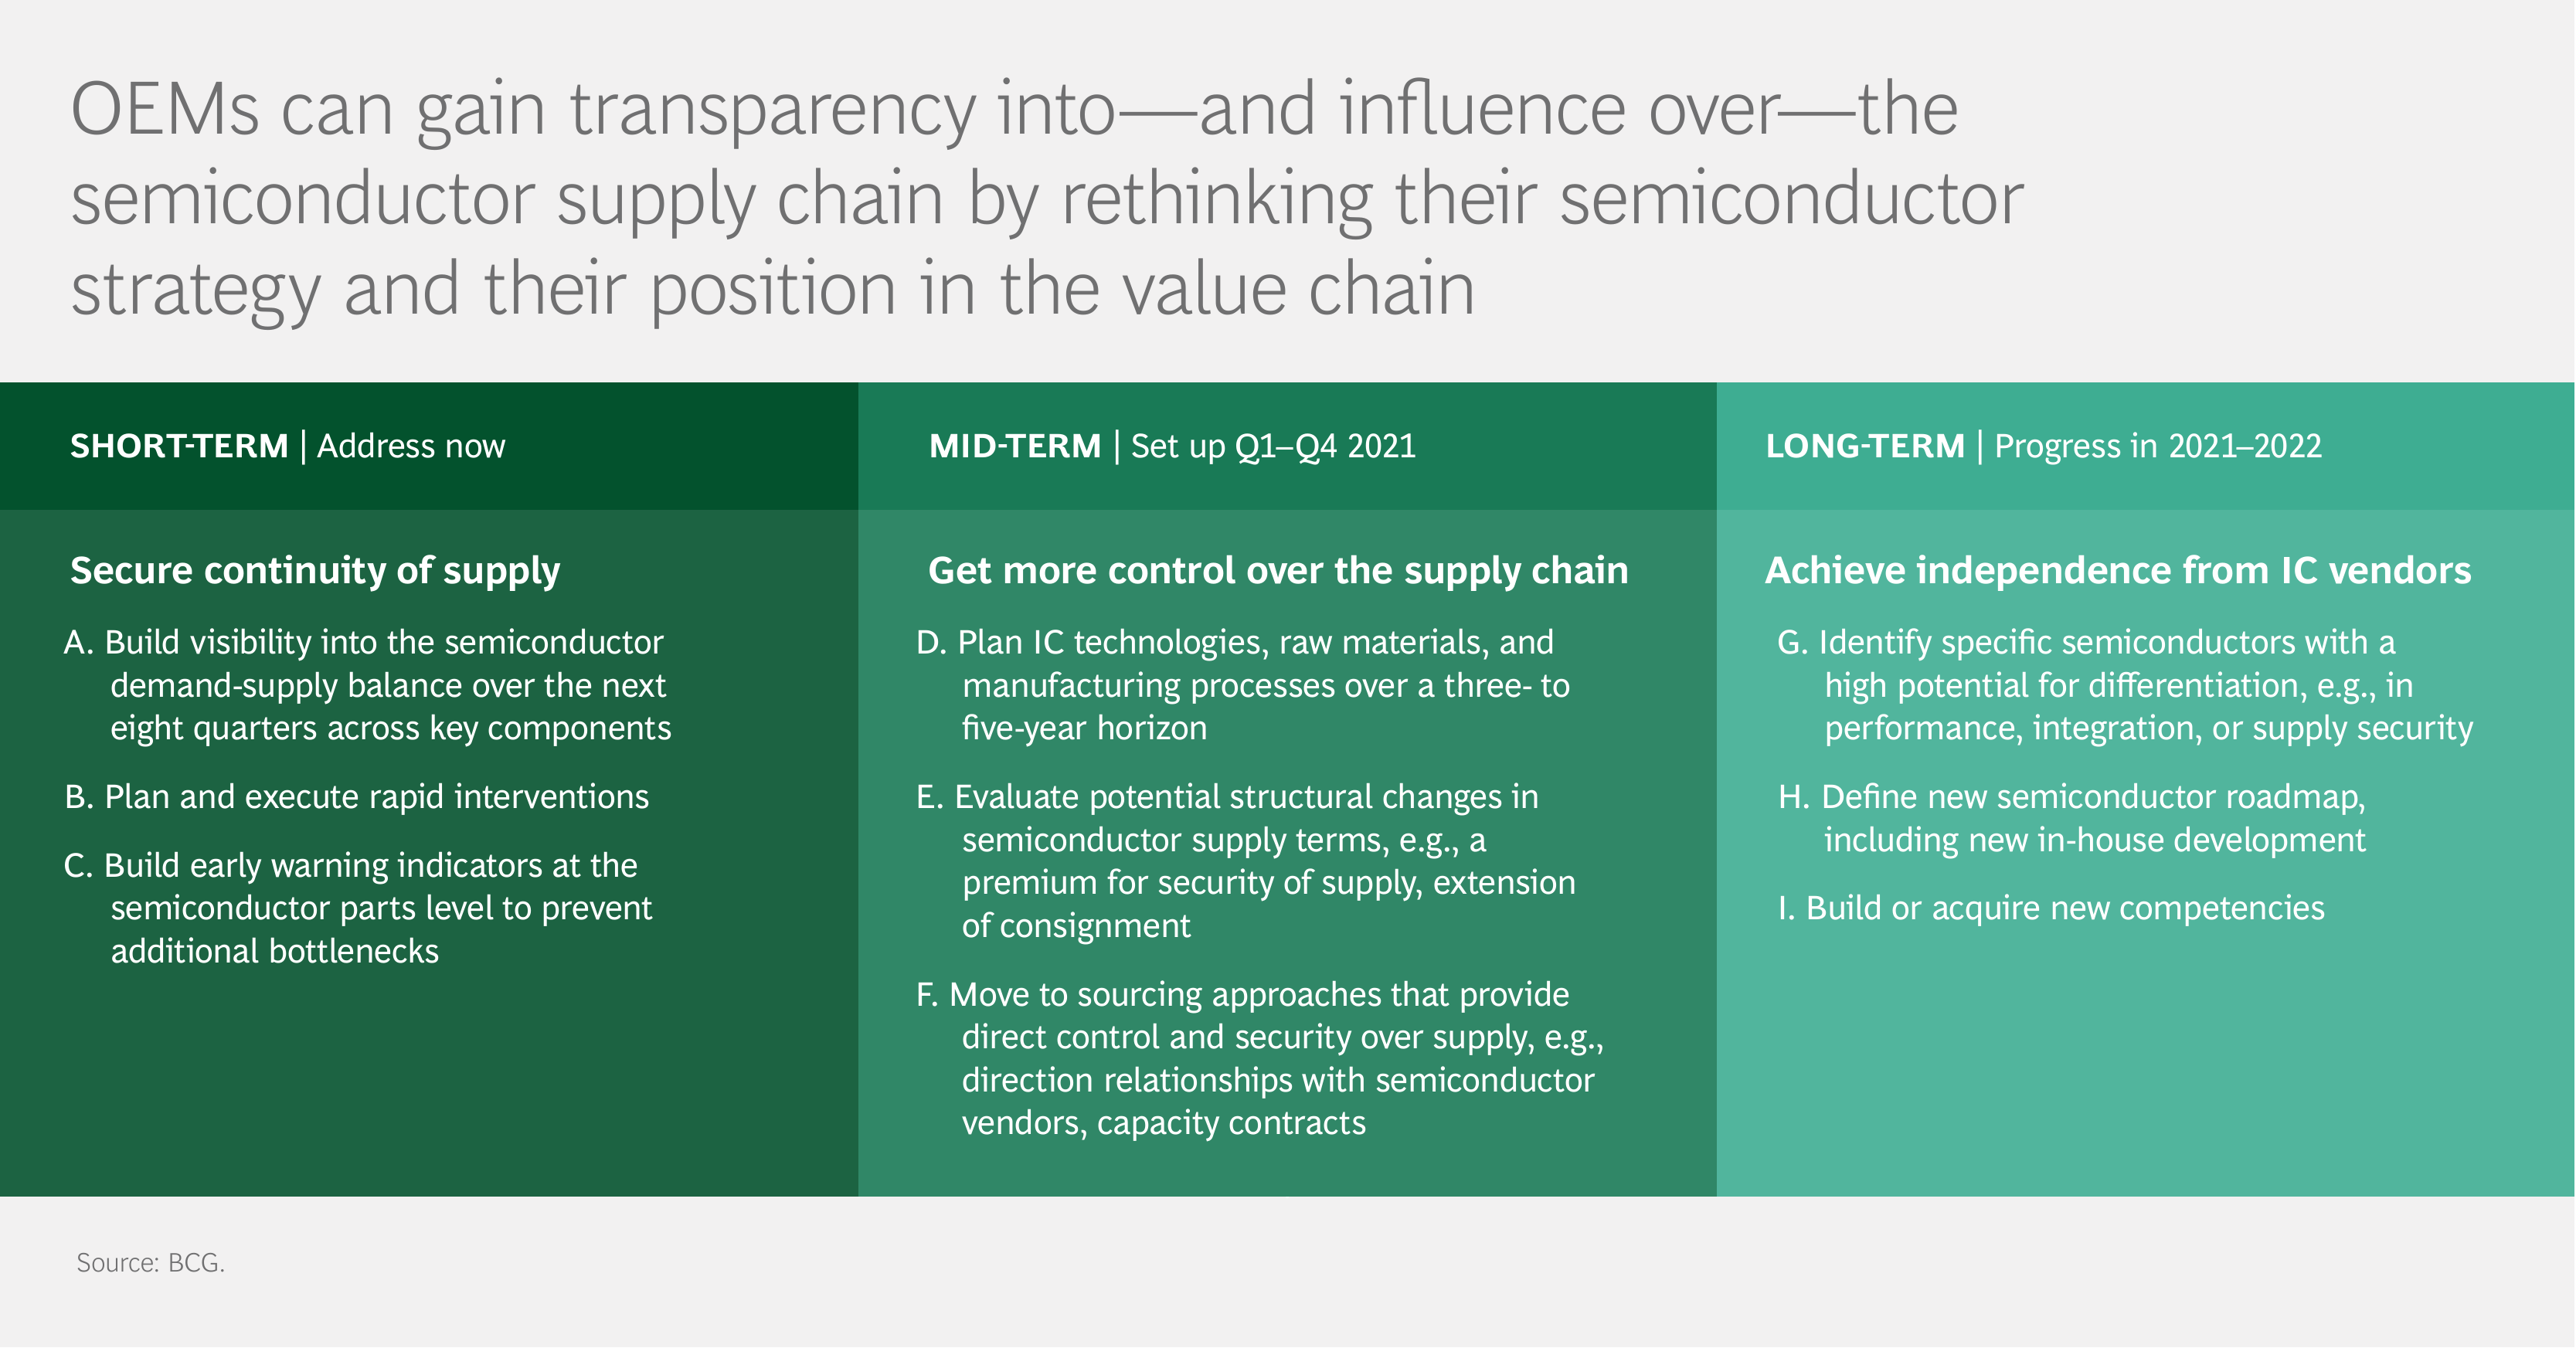 OEMs can gain transparency into—and influence over—the
semiconductor supply chain by rethinking their semiconductor
strategy and their position in the value chain
SHORT-TERM | Address now
Secure continuity of supply
A. Build visibility into the semiconductor
demand-supply balance over the next
eight quarters across key components
B. Plan and execute rapid interventions
C. Build early warning indicators at the
semiconductor parts level to prevent
additional bottlenecks
MID-TERM | Set up Q1–Q4 2021
Get more control over the supply chain
D. Plan IC technologies, raw materials, and
manufacturing processes over a three- to
five-year horizon
E. Evaluate potential structural changes in
semiconductor supply terms, e.g., a
premium for security of supply, extension
of consignment
F. Move to sourcing approaches that provide
direct control and security over supply, e.g.,
direction relationships with semiconductor
vendors, capacity contracts
LONG-TERM | Progress in 2021–2022
Achieve independence from IC vendors
G. Identify specific semiconductors with a
high potential for differentiation, e.g., in
performance, integration, or supply security
H. Define new semiconductor roadmap,
including new in-house development
I. Build or acquire new competencies
Source: BCG.